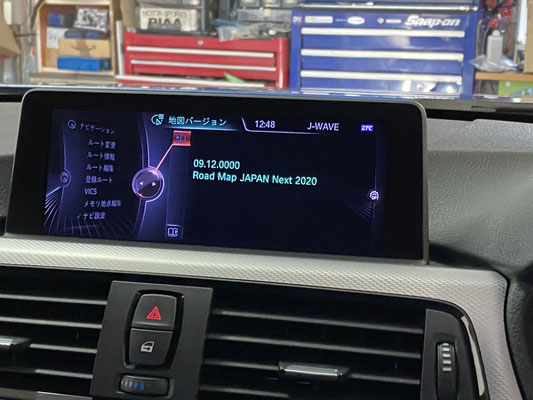 MOTOR SPORTS
PIAA
Snap-on
地図バージョン
12:48
J-WAVE
ナビゲーション
ルート変更
ルート情報
ルート編集
登録ルート
VICS
メモリ地点編集
✓ ナビ設定
09.12.0000
Road Map JAPAN Next 2020